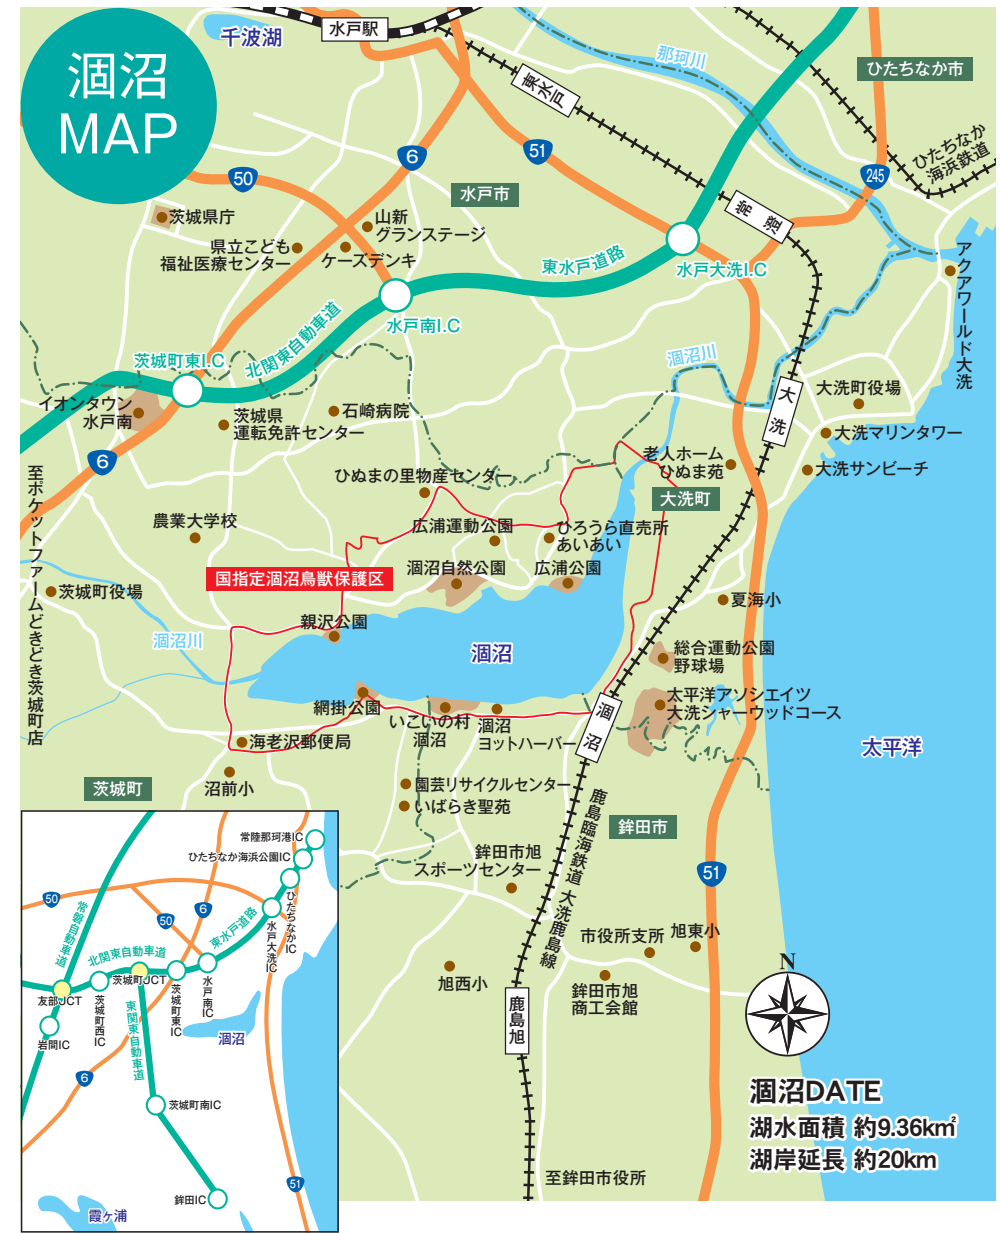 涸沼
MAP
千波湖
水戸駅
那珂川
ひたちなか市
東水戸
ひたちなか
海浜鉄道
51
6
50
245
水戸市
常澄
茨城県庁
山新
グランステージ
県立こども
福祉医療センター
ケーズデンキ
東水戸道路
水戸大洗I.C
アクアワールド大洗
北関東自動車道
水戸南I.C
茨城町東I.C
涸沼川
イオンタウン
水戸南
茨城県
運転免許センター
石崎病院
大洗
大洗町役場
大洗マリンタワー
大洗サンビーチ
6
老人ホーム
ひぬま苑
大洗町
ひぬまの里物産センター
至ポケットファームどきどき茨城町店
農業大学校
広浦運動公園
ひろうら直売所
あいあい
国指定涸沼鳥獣保護区
涸沼自然公園
広浦公園
茨城町役場
夏海小
親沢公園
涸沼川
涸沼
総合運動公園
野球場
網掛公園
いこいの村
涸沼
涸沼
ヨットハーバー
涸沼
太平洋アソシエイツ
大洗シャーウッドコース
太平洋
海老沢郵便局
沼前小
茨城町
園芸リサイクルセンター
いばらき聖苑
鹿島臨海鉄道 大洗鹿島線
鉾田市
鉾田市旭
スポーツセンター
51
市役所支所
旭東小
旭西小
鉾田市旭
商工会館
鹿島旭
至鉾田市役所
N
涸沼DATE
湖水面積 約9.36km²
湖岸延長 約20km
常陸那珂港IC
ひたちなか海浜公園IC
ひたちなかIC
50
50
6
常磐自動車道
東水戸道路
水戸大洗IC
北関東自動車道
茨城町JCT
友部JCT
茨城町西IC
茨城町東IC
水戸南IC
岩間IC
東関東自動車道
涸沼
6
茨城町南IC
51
鉾田IC
霞ヶ浦